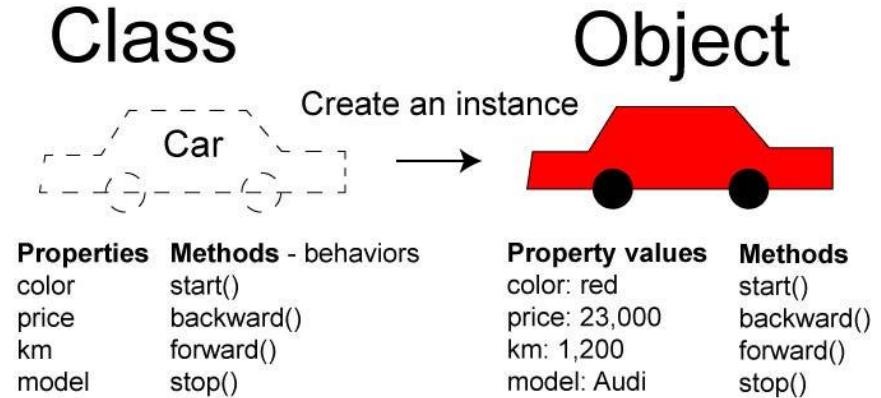 Class
Object
Create an instance
Car
Properties Methods - behaviors
color start()
price backward()
km forward()
model stop()
Property values Methods
color: red start()
price: 23,000 backward()
km: 1,200 forward()
model: Audi stop()